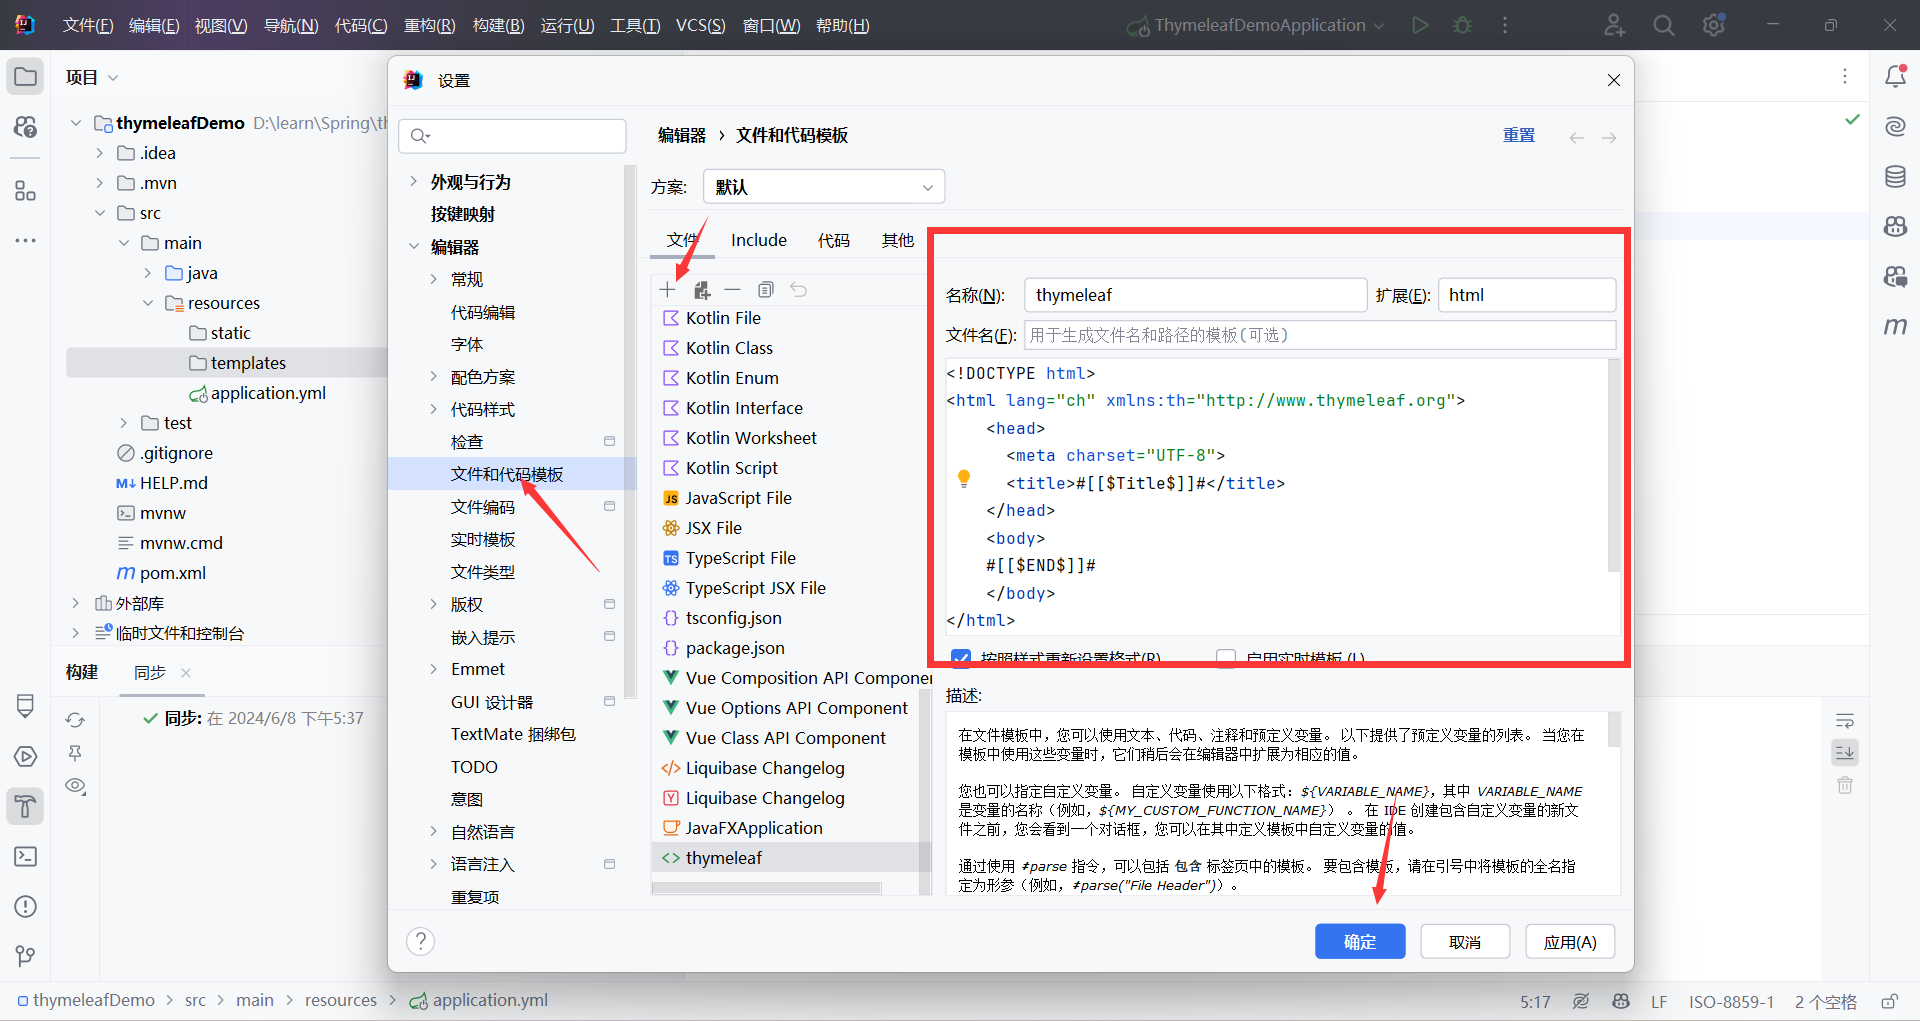 文件(F) 编辑(E) 视图(V) 导航(N) 代码(C) 重构(R) 构建(B) 运行(U) 工具(T) VCS(S) 窗口(W) 帮助(H) ThymeleafDemoApplication
项目
thymeleafDemo D:\learn\Spring\th
.idea
.mvn
src
main
java
resources
static
templates
application.yml
test
.gitignore
M↓ HELP.md
mvnw
mvnw.cmd
m pom.xml
外部库
临时文件和控制台
构建 同步
同步: 在 2024/6/8 下午5:37
设置
外观与行为
按键映射
编辑器
常规
代码编辑
字体
配色方案
代码样式
检查
文件和代码模板
文件编码
实时模板
文件类型
版权
嵌入提示
Emmet
GUI 设计器
TextMate 捆绑包
TODO
意图
自然语言
语言注入
重复项
编辑器 › 文件和代码模板 重置
方案: 默认
文件 Include 代码 其他
Kotlin File
Kotlin Class
Kotlin Enum
Kotlin Interface
Kotlin Worksheet
Kotlin Script
JS JavaScript File
JSX File
TS TypeScript File
TypeScript JSX File
{} tsconfig.json
{} package.json
Vue Composition API Componen
Vue Options API Component
Vue Class API Component
</> Liquibase Changelog
Y Liquibase Changelog
JavaFXApplication
<> thymeleaf
名称(N): thymeleaf 扩展(E): html
文件名(F): 用于生成文件名和路径的模板(可选)
<!DOCTYPE html>
<html lang="ch" xmlns:th="http://www.thymeleaf.org">
<head>
<meta charset="UTF-8">
<title>#[[$Title$]]#</title>
</head>
<body>
#[[$END$]]#
</body>
</html>
按照样式重新设置格式(R) 启用实时模板 (L)
描述:
在文件模板中，您可以使用文本、代码、注释和预定义变量。 以下提供了预定义变量的列表。 当您在
模板中使用这些变量时，它们稍后会在编辑器中扩展为相应的值。
您也可以指定自定义变量。 自定义变量使用以下格式：${VARIABLE_NAME}，其中 VARIABLE_NAME
是变量的名称（例如，${MY_CUSTOM_FUNCTION_NAME}） 。 在 IDE 创建包含自定义变量的新文
件之前，您会看到一个对话框，您可以在其中定义模板中自定义变量的值。
通过使用 #parse 指令，可以包括 包含 标签页中的模板。 要包含模板，请在引号中将模板的全名指
定为形参（例如，#parse("File Header")）。
? 确定 取消 应用(A)
thymeleafDemo > src > main > resources > application.yml 5:17 LF ISO-8859-1 2 个空格
m